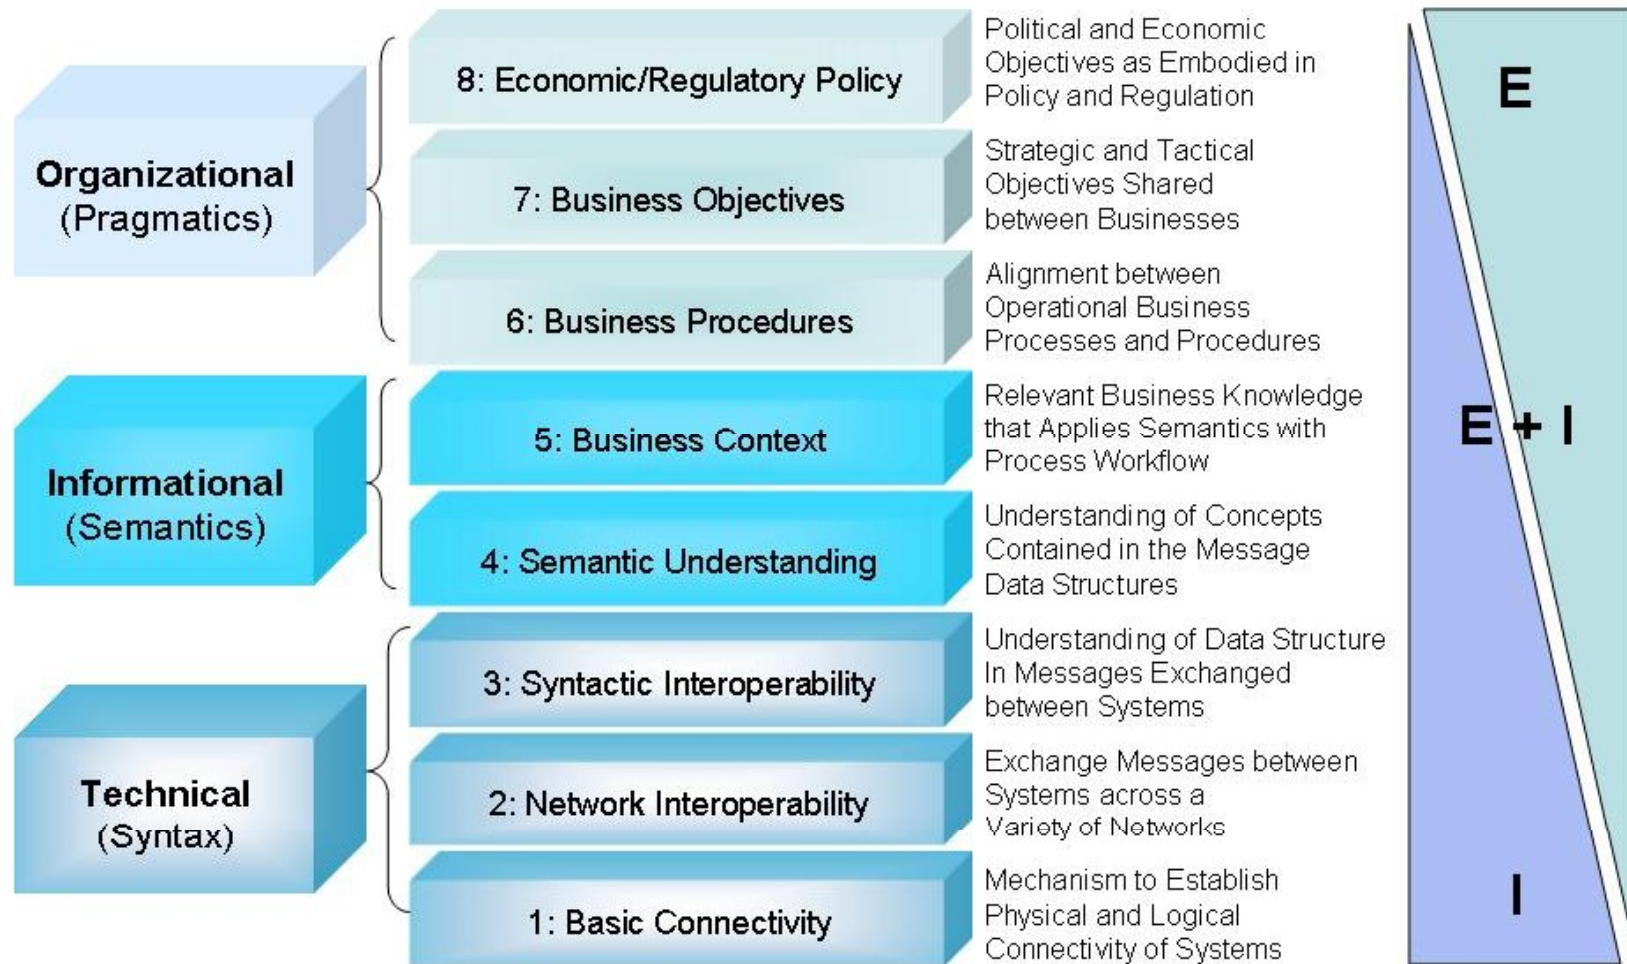 Organizational
(Pragmatics)
8: Economic/Regulatory Policy
Political and Economic
Objectives as Embodied in
Policy and Regulation
7: Business Objectives
Strategic and Tactical
Objectives Shared
between Businesses
6: Business Procedures
Alignment between
Operational Business
Processes and Procedures
Informational
(Semantics)
5: Business Context
Relevant Business Knowledge
that Applies Semantics with
Process Workflow
4: Semantic Understanding
Understanding of Concepts
Contained in the Message
Data Structures
Technical
(Syntax)
3: Syntactic Interoperability
Understanding of Data Structure
In Messages Exchanged
between Systems
2: Network Interoperability
Exchange Messages between
Systems across a
Variety of Networks
1: Basic Connectivity
Mechanism to Establish
Physical and Logical
Connectivity of Systems
E
E + I
I